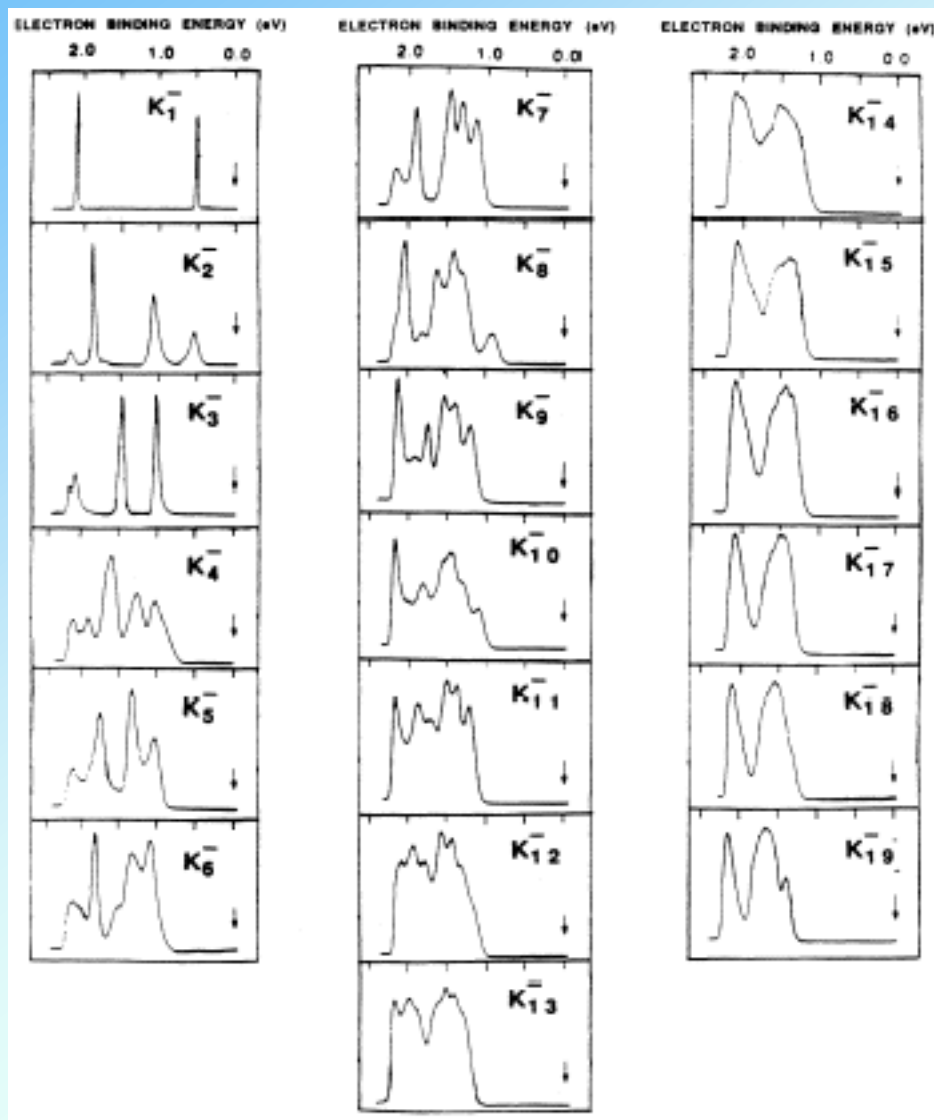 ELECTRON BINDING ENERGY (eV)
2.0 1.0 0.0
K₁⁻
K₂⁻
K₃⁻
K₄⁻
K₅⁻
K₆⁻
ELECTRON BINDING ENERGY (eV)
2.0 1.0 0.0
K₇⁻
K₈⁻
K₉⁻
K₁₀⁻
K₁₁⁻
K₁₂⁻
K₁₃⁻
ELECTRON BINDING ENERGY (eV)
2.0 1.0 0.0
K₁₄⁻
K₁₅⁻
K₁₆⁻
K₁₇⁻
K₁₈⁻
K₁₉⁻